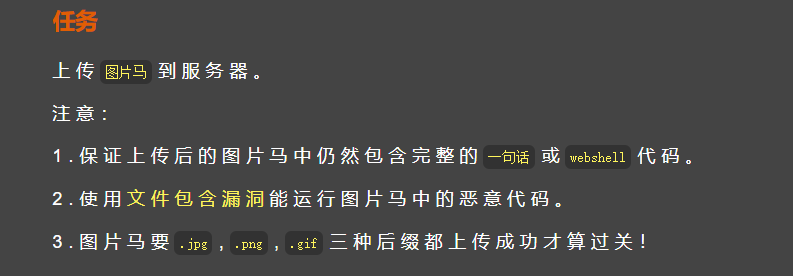 任务
上传 图片马 到服务器。
注意：
1.保证上传后的图片马中仍然包含完整的 一句话 或 webshell 代码。
2.使用文件包含漏洞能运行图片马中的恶意代码。
3.图片马要 .jpg , .png , .gif 三种后缀都上传成功才算过关！